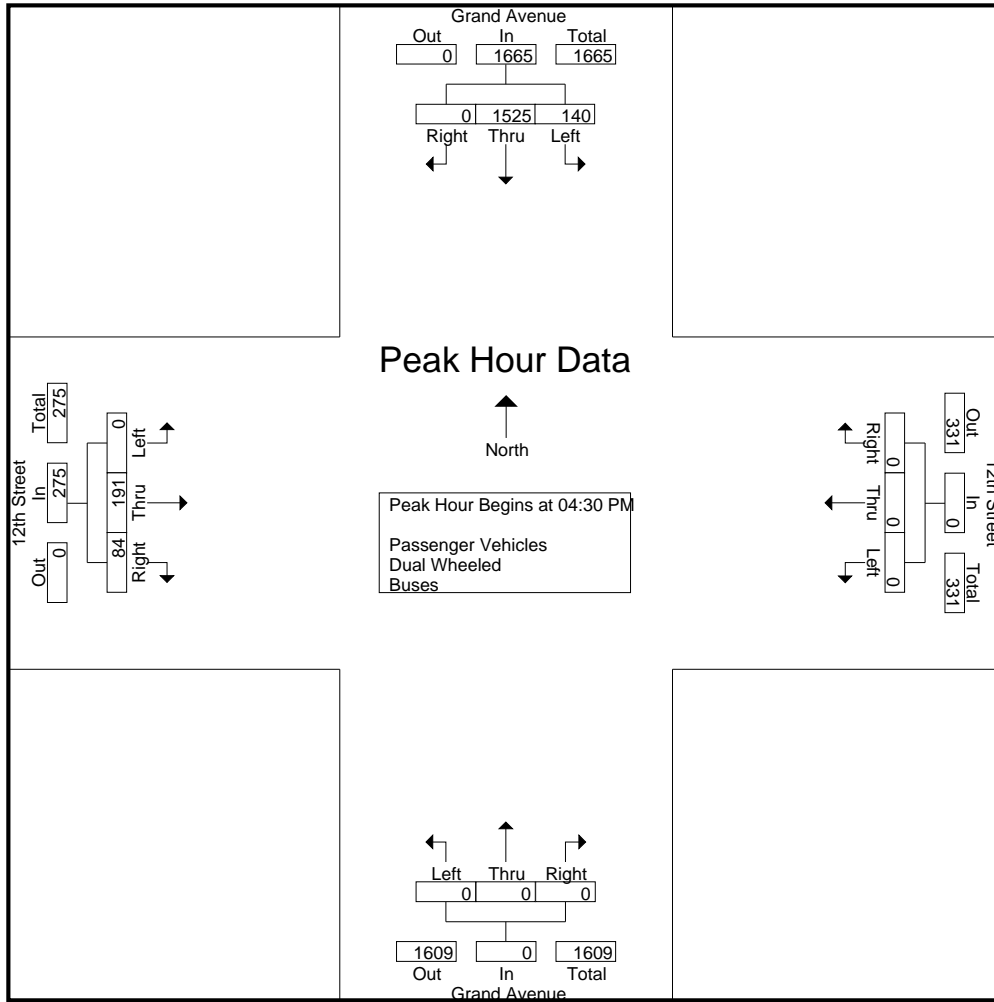 Grand Avenue
Out In Total
0 1665 1665
0 1525 140
Right Thru Left
Peak Hour Data
North
Peak Hour Begins at 04:30 PM
Passenger Vehicles
Dual Wheeled
Buses
12th Street
Total In Out
275 275 0
0 191 84
Left Thru Right
Right Thru Left
0 0 0
331 0 331
Out In Total
12th Street
Left Thru Right
0 0 0
1609 0 1609
Out In Total
Grand Avenue